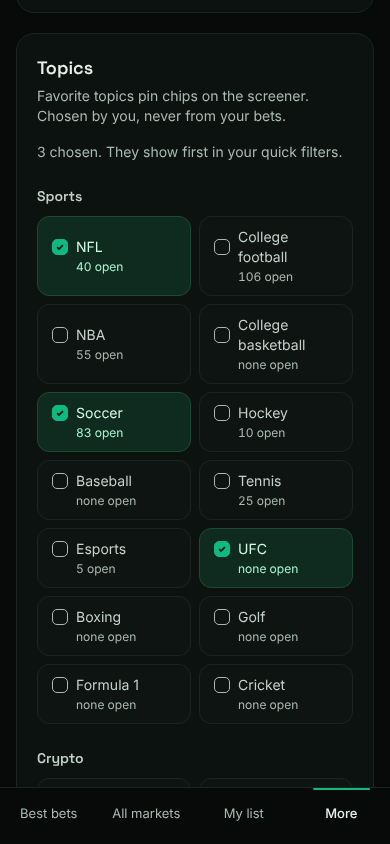 Topics
Favorite topics pin chips on the screener.
Chosen by you, never from your bets.
3 chosen. They show first in your quick filters.
Sports
NFL
40 open
College
football
106 open
NBA
55 open
College
basketball
none open
Soccer
83 open
Hockey
10 open
Baseball
none open
Tennis
25 open
Esports
5 open
UFC
none open
Boxing
none open
Golf
none open
Formula 1
none open
Cricket
none open
Crypto
Best bets
All markets
My list
More